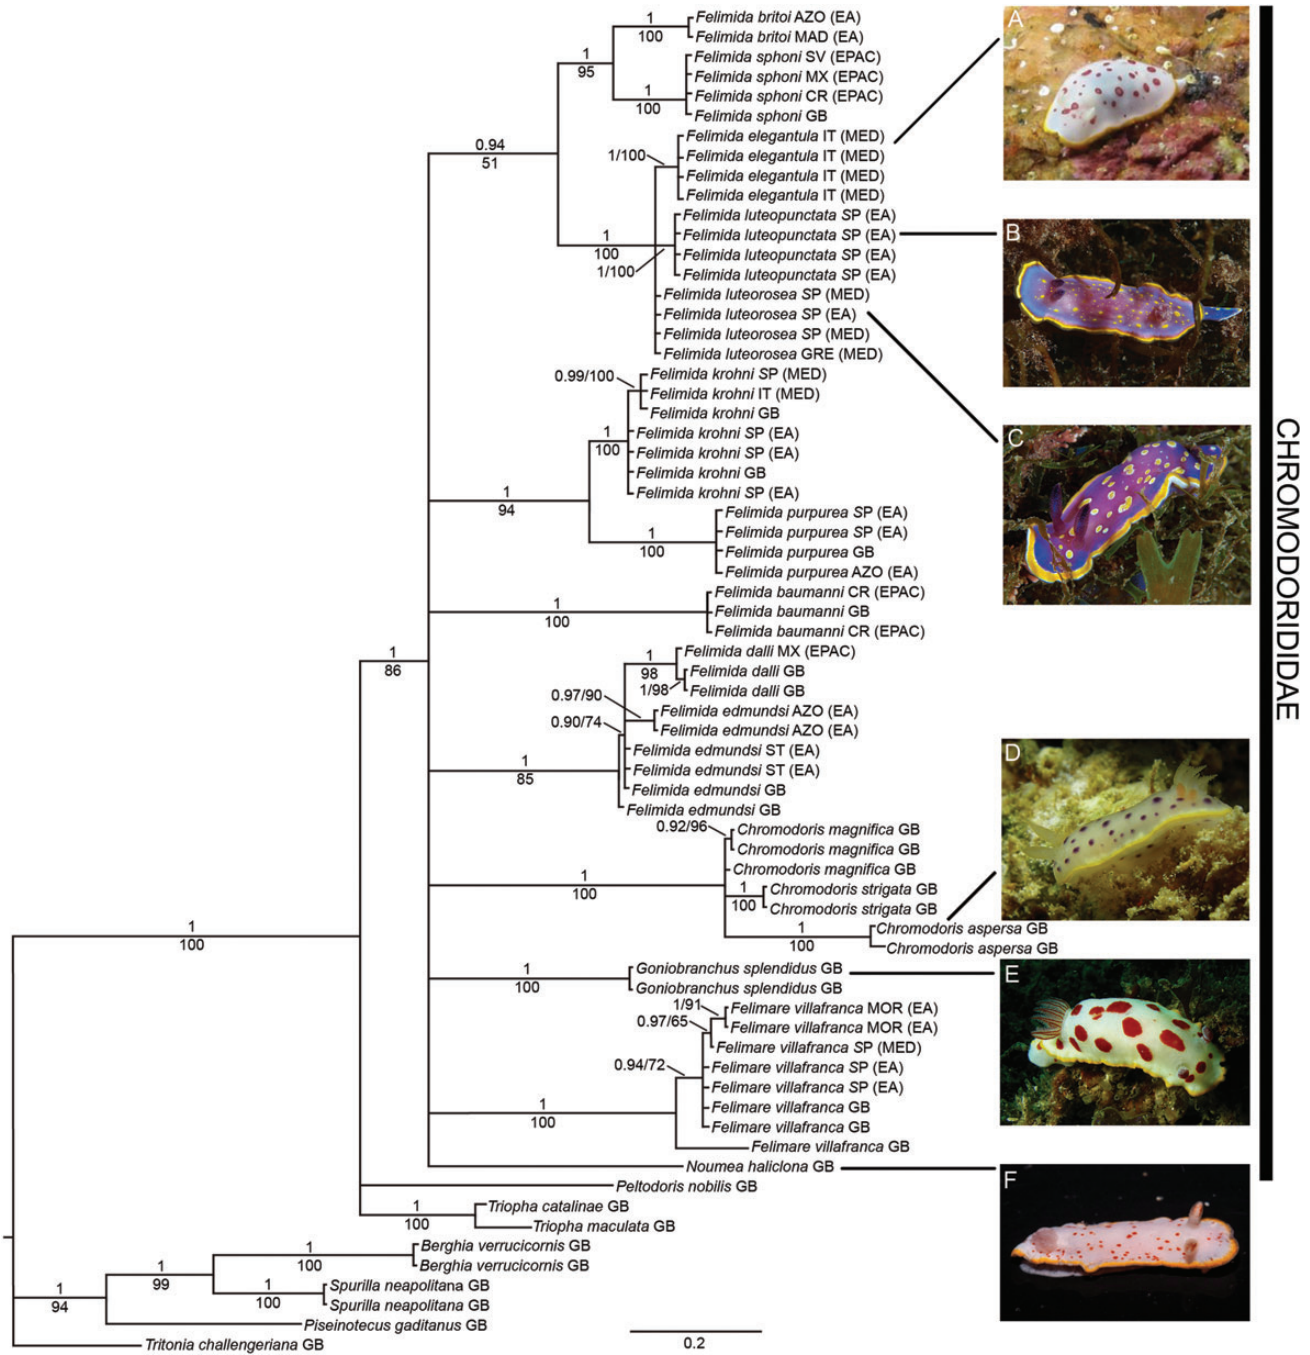 1
100
Felimida britoi AZO (EA)
Felimida britoi MAD (EA)
1
95
Felimida sphoni SV (EPAC)
Felimida sphoni MX (EPAC)
Felimida sphoni CR (EPAC)
Felimida sphoni GB
1
100
1
100
0.94
51
Felimida elegantula IT (MED)
Felimida elegantula IT (MED)
Felimida elegantula IT (MED)
Felimida elegantula IT (MED)
1/100
Felimida luteopunctata SP (EA)
Felimida luteopunctata SP (EA)
Felimida luteopunctata SP (EA)
Felimida luteopunctata SP (EA)
1
100
1/100
Felimida luteorosea SP (MED)
Felimida luteorosea SP (EA)
Felimida luteorosea SP (MED)
Felimida luteorosea GRE (MED)
0.99/100
Felimida krohni SP (MED)
Felimida krohni IT (MED)
Felimida krohni GB
Felimida krohni SP (EA)
Felimida krohni SP (EA)
Felimida krohni GB
Felimida krohni SP (EA)
1
100
1
94
Felimida purpurea SP (EA)
Felimida purpurea SP (EA)
Felimida purpurea GB
Felimida purpurea AZO (EA)
1
100
Felimida baumanni CR (EPAC)
Felimida baumanni GB
Felimida baumanni CR (EPAC)
1
100
1
86
Felimida dalli MX (EPAC)
Felimida dalli GB
Felimida dalli GB
1
98
1/98
0.97/90
0.90/74
Felimida edmundsi AZO (EA)
Felimida edmundsi AZO (EA)
Felimida edmundsi ST (EA)
Felimida edmundsi ST (EA)
Felimida edmundsi GB
Felimida edmundsi GB
1
85
0.92/96
Chromodoris magnifica GB
Chromodoris magnifica GB
Chromodoris magnifica GB
Chromodoris strigata GB
Chromodoris strigata GB
1
100
1
100
Chromodoris aspersa GB
Chromodoris aspersa GB
1
100
1
100
Goniobranchus splendidus GB
Goniobranchus splendidus GB
1
100
1/91
0.97/65
0.94/72
Felimare villafranca MOR (EA)
Felimare villafranca MOR (EA)
Felimare villafranca SP (MED)
Felimare villafranca SP (EA)
Felimare villafranca SP (EA)
Felimare villafranca GB
Felimare villafranca GB
Felimare villafranca GB
1
100
Noumea haliclona GB
Peltodoris nobilis GB
Triopha catalinae GB
Triopha maculata GB
1
100
Berghia verrucicornis GB
Berghia verrucicornis GB
1
100
1
99
Spurilla neapolitana GB
Spurilla neapolitana GB
1
100
1
94
Piseinotecus gaditanus GB
Tritonia challengeriana GB
0.2
A
B
C
D
E
F
CHROMODORIDIDAE